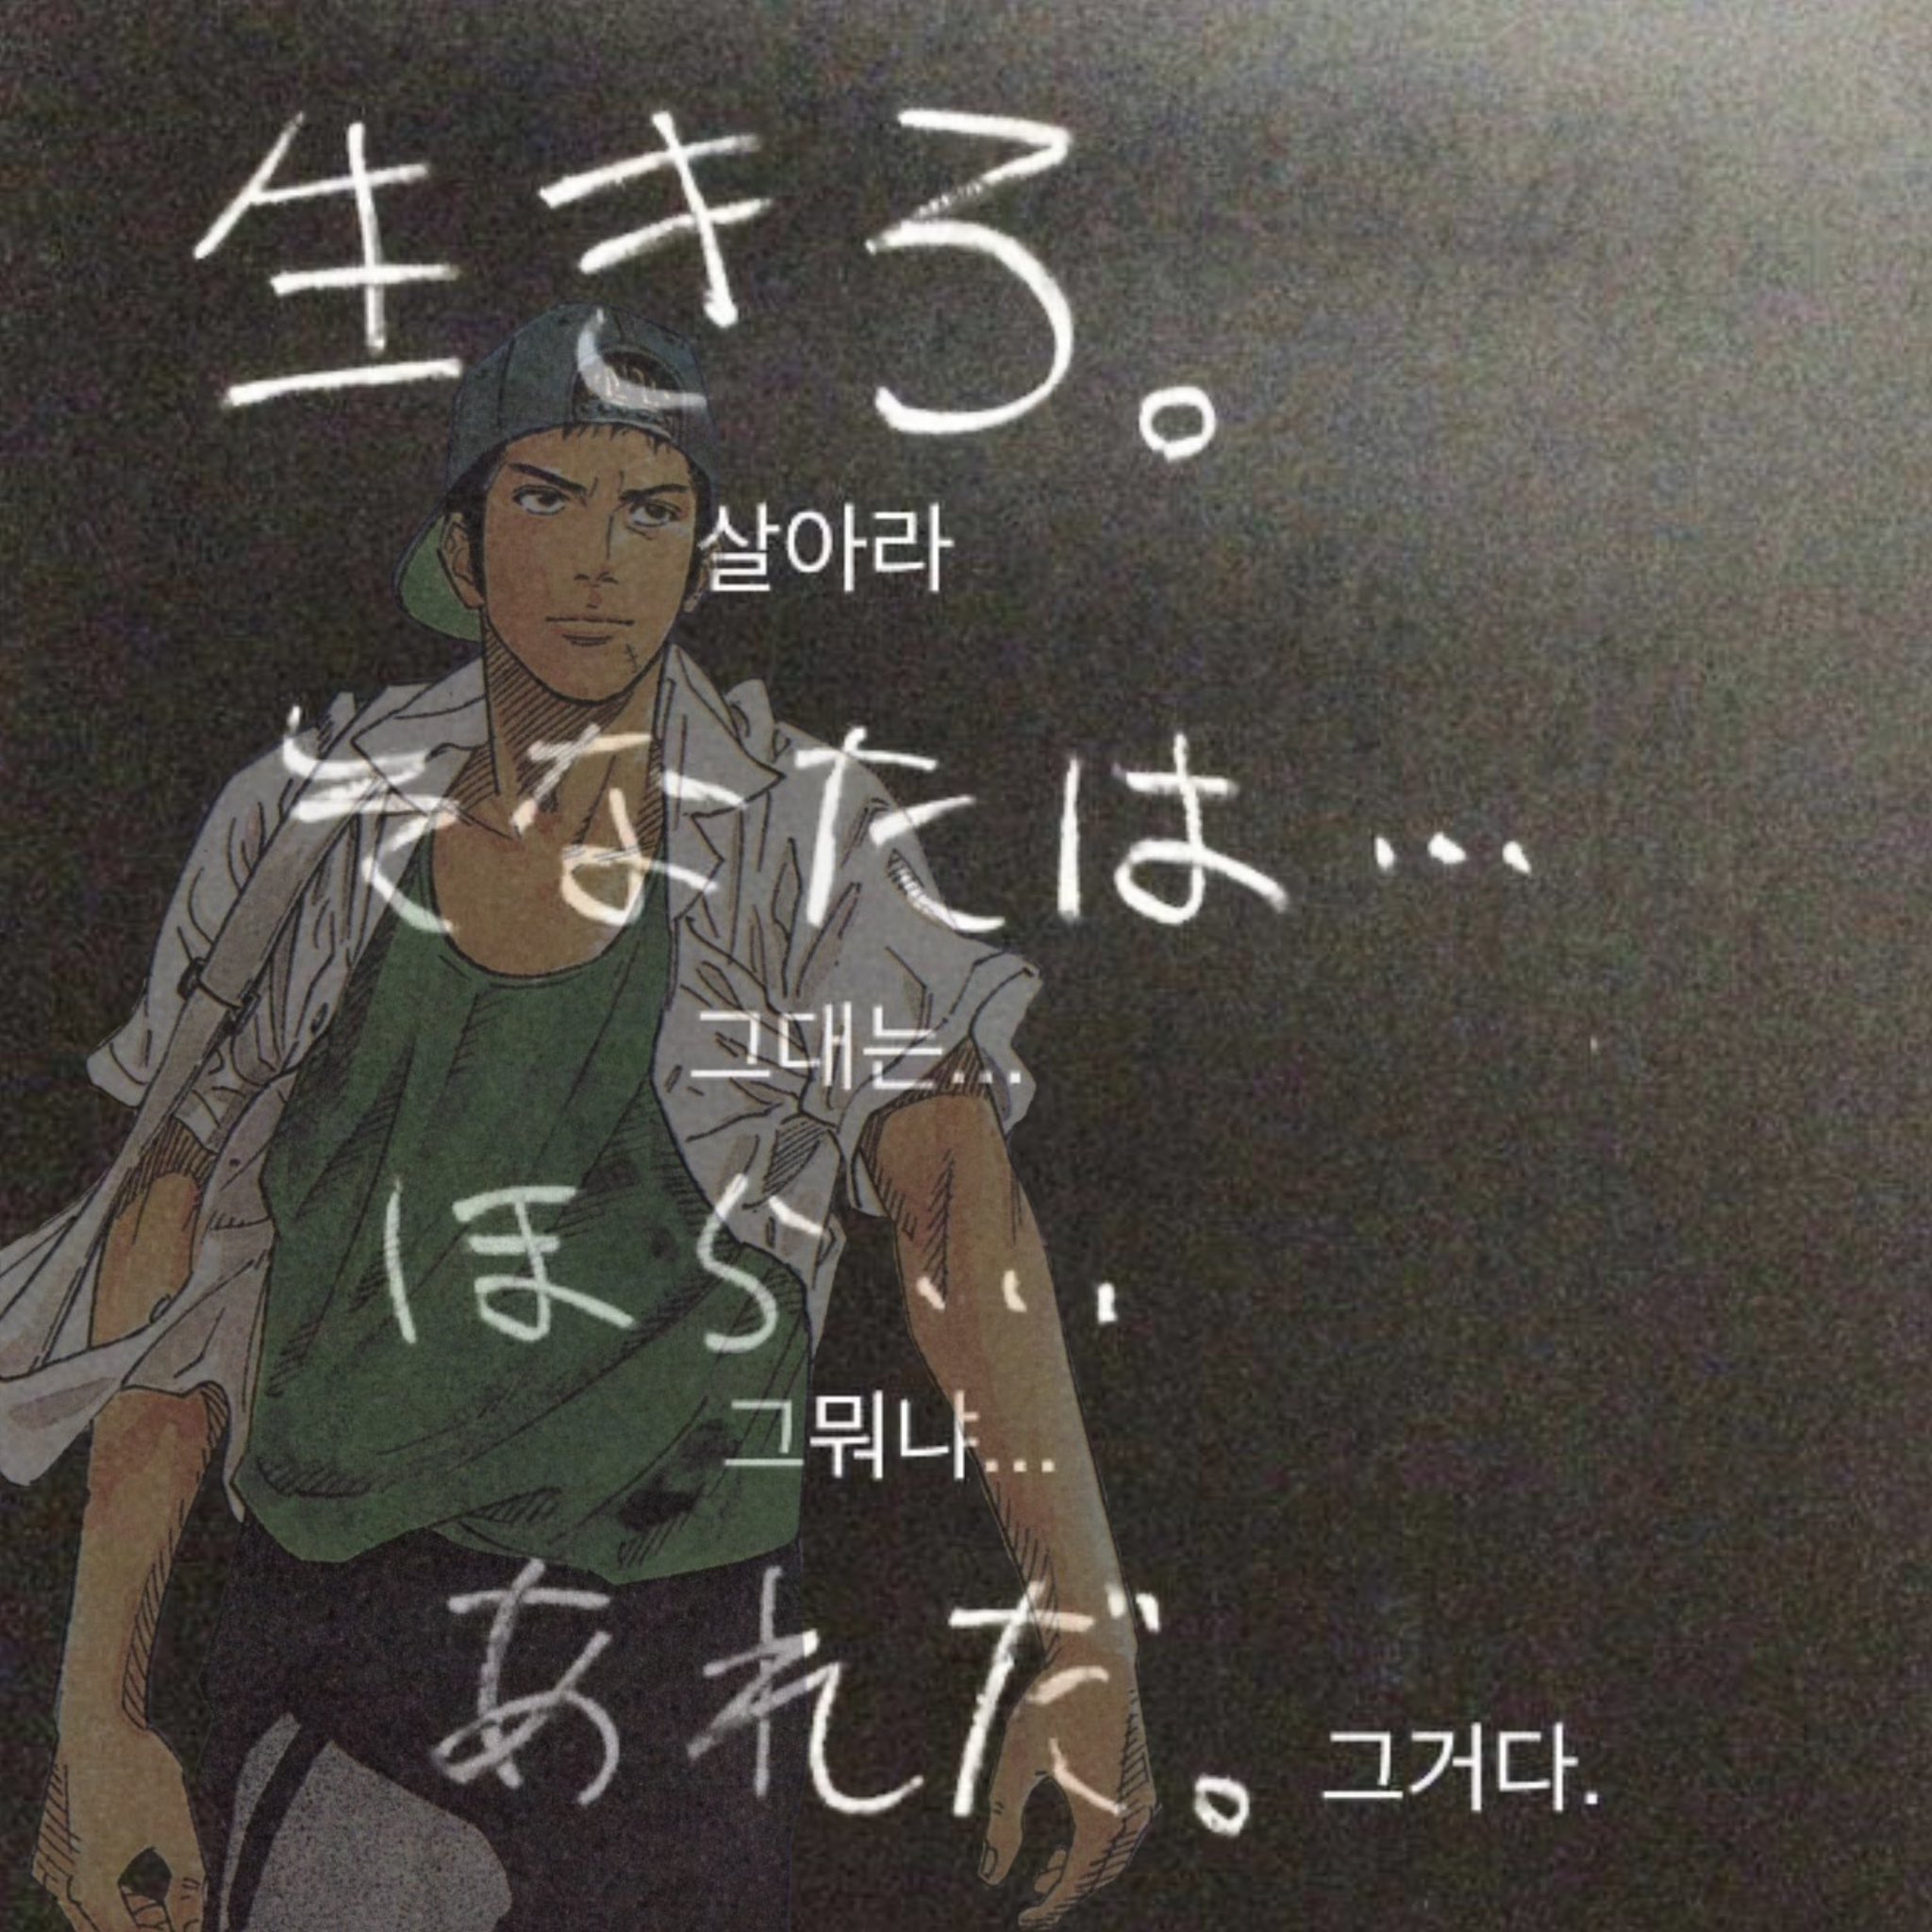 生きろ。
살아라
そなたは…
그대는...
ほら...
그뭐냐...
あれだ。 그거다.